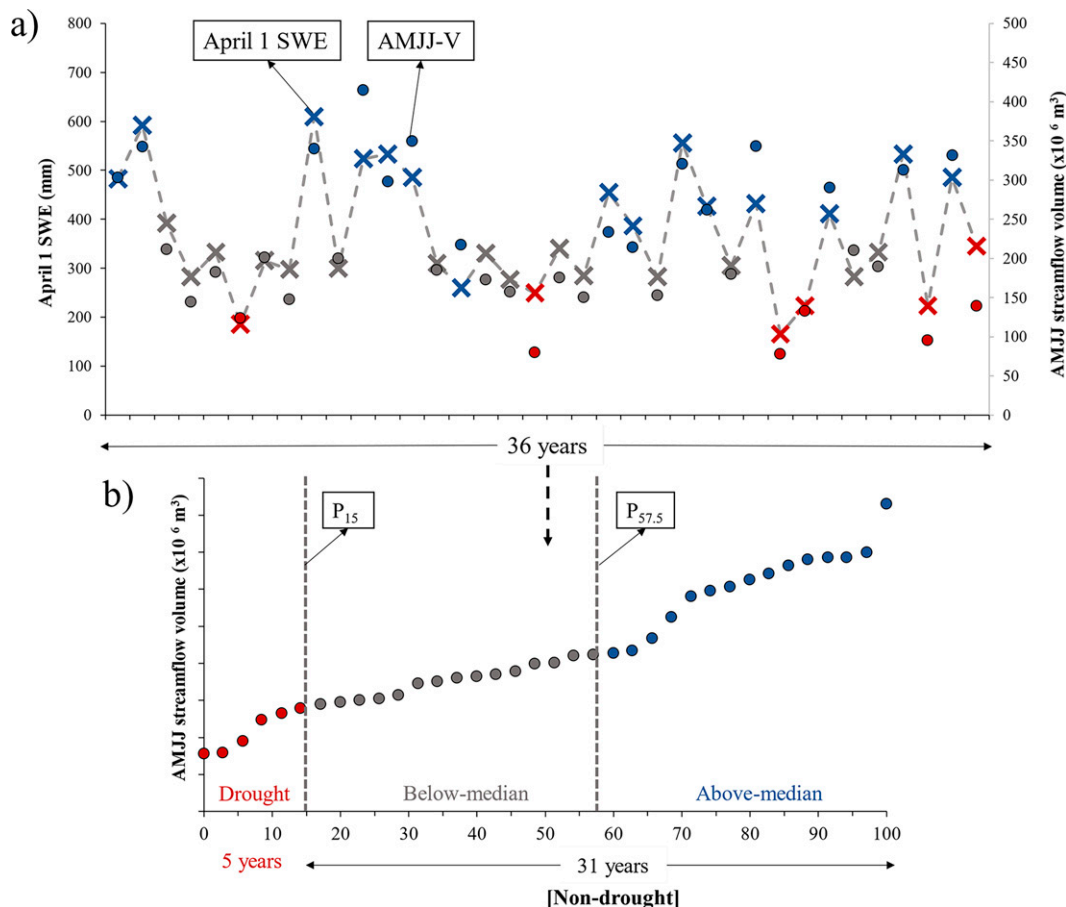 a)
April 1 SWE
AMJJ-V
800
700
600
500
400
300
200
100
0
April 1 SWE (mm)
500
450
400
350
300
250
200
150
100
50
0
AMJJ streamflow volume (x10 ⁶ m³)
36 years
b)
P₁₅
P₅₇.₅
AMJJ streamflow volume (x10 ⁶ m³)
Drought
Below-median
Above-median
0 10 20 30 40 50 60 70 80 90 100
5 years
31 years
[Non-drought]